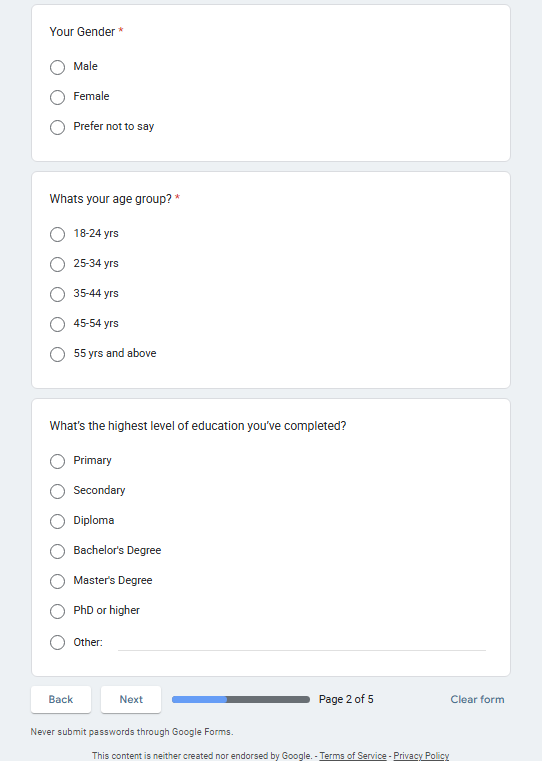 Your Gender *
Male
Female
Prefer not to say
Whats your age group? *
18-24 yrs
25-34 yrs
35-44 yrs
45-54 yrs
55 yrs and above
What's the highest level of education you've completed?
Primary
Secondary
Diploma
Bachelor's Degree
Master's Degree
PhD or higher
Other:
Back Next Page 2 of 5 Clear form
Never submit passwords through Google Forms.
This content is neither created nor endorsed by Google. - Terms of Service - Privacy Policy